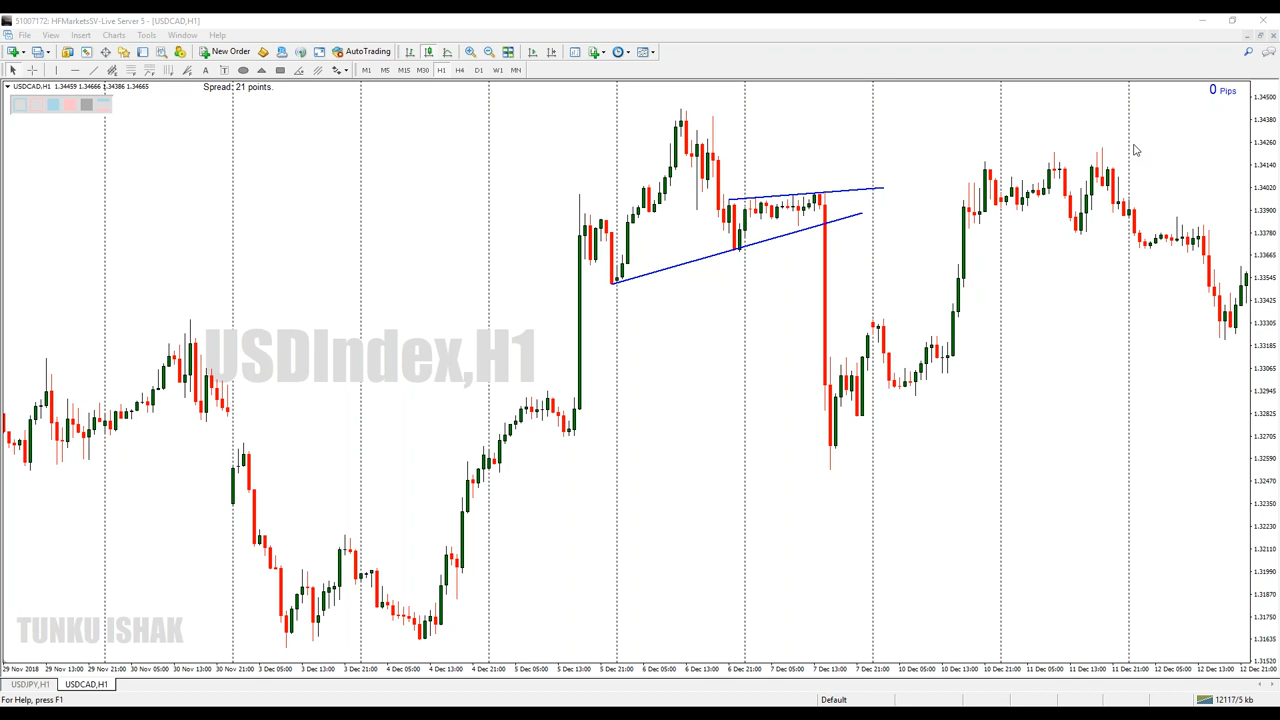 51007172: HFMarketsSV-Live Server 5 - [USDCAD,H1]
File View Insert Charts Tools Window Help
New Order AutoTrading
A T M1 M5 M15 M30 H1 H4 D1 W1 MN
USDCAD,H1 1.34459 1.34666 1.34386 1.34665 Spread: 21 points. 0 Pips
1.34500
1.34380
1.34260
1.34140
1.34020
1.33900
1.33780
1.33665
1.33545
1.33425
1.33305
1.33185
1.33065
1.32945
1.32825
1.32705
1.32590
1.32470
1.32350
1.32230
1.32110
1.31990
1.31870
1.31755
1.31635
1.31520
USDIndex,H1
TUNKU ISHAK
29 Nov 2018 29 Nov 13:00 29 Nov 21:00 30 Nov 05:00 30 Nov 13:00 30 Nov 21:00 3 Dec 05:00 3 Dec 13:00 3 Dec 21:00 4 Dec 05:00 4 Dec 13:00 4 Dec 21:00 5 Dec 05:00 5 Dec 13:00 5 Dec 21:00 6 Dec 05:00 6 Dec 13:00 6 Dec 21:00 7 Dec 05:00 7 Dec 13:00 7 Dec 21:00 10 Dec 05:00 10 Dec 13:00 10 Dec 21:00 11 Dec 05:00 11 Dec 13:00 11 Dec 21:00 12 Dec 05:00 12 Dec 13:00 12 Dec 21:00
USDJPY,H1 USDCAD,H1
For Help, press F1 Default 12117/5 kb